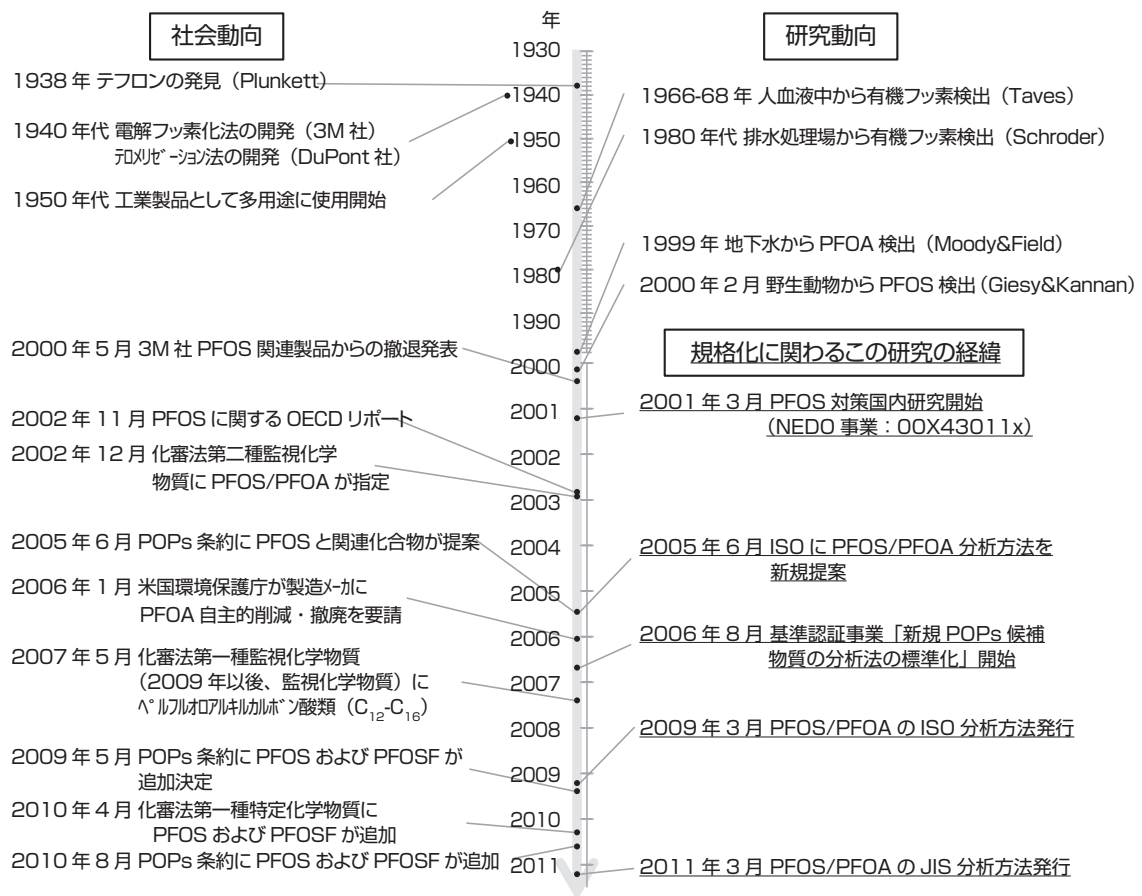 社会動向
1938 年 テフロンの発見（Plunkett）
1940 年代 電解フッ素化法の開発（3M 社）
ﾃﾛﾒﾘｾﾞｰｼｮﾝ法の開発（DuPont 社）
1950 年代 工業製品として多用途に使用開始
2000 年 5 月 3M 社 PFOS 関連製品からの撤退発表
2002 年 11 月 PFOS に関する OECD リポート
2002 年 12 月 化審法第二種監視化学
物質に PFOS/PFOA が指定
2005 年 6 月 POPs 条約に PFOS と関連化合物が提案
2006 年 1 月 米国環境保護庁が製造ﾒｰｶに
PFOA 自主的削減・撤廃を要請
2007 年 5 月 化審法第一種監視化学物質
（2009 年以後、監視化学物質）に
ﾍﾟﾙﾌﾙｵﾛｱﾙｷﾙｶﾙﾎﾞﾝ酸類（C₁₂-C₁₆）
2009 年 5 月 POPs 条約に PFOS および PFOSF が
追加決定
2010 年 4 月 化審法第一種特定化学物質に
PFOS および PFOSF が追加
2010 年 8 月 POPs 条約に PFOS および PFOSF が追加
年
1930
1940
1950
1960
1970
1980
1990
2000
2001
2002
2003
2004
2005
2006
2007
2008
2009
2010
2011
研究動向
1966-68 年 人血液中から有機フッ素検出（Taves）
1980 年代 排水処理場から有機フッ素検出（Schroder）
1999 年 地下水から PFOA 検出（Moody&Field）
2000 年 2 月 野生動物から PFOS 検出（Giesy&Kannan）
規格化に関わるこの研究の経緯
2001 年 3 月 PFOS 対策国内研究開始
（NEDO 事業：00X43011x）
2005 年 6 月 ISO に PFOS/PFOA 分析方法を
新規提案
2006 年 8 月 基準認証事業「新規 POPs 候補
物質の分析法の標準化」開始
2009 年 3 月 PFOS/PFOA の ISO 分析方法発行
2011 年 3 月 PFOS/PFOA の JIS 分析方法発行